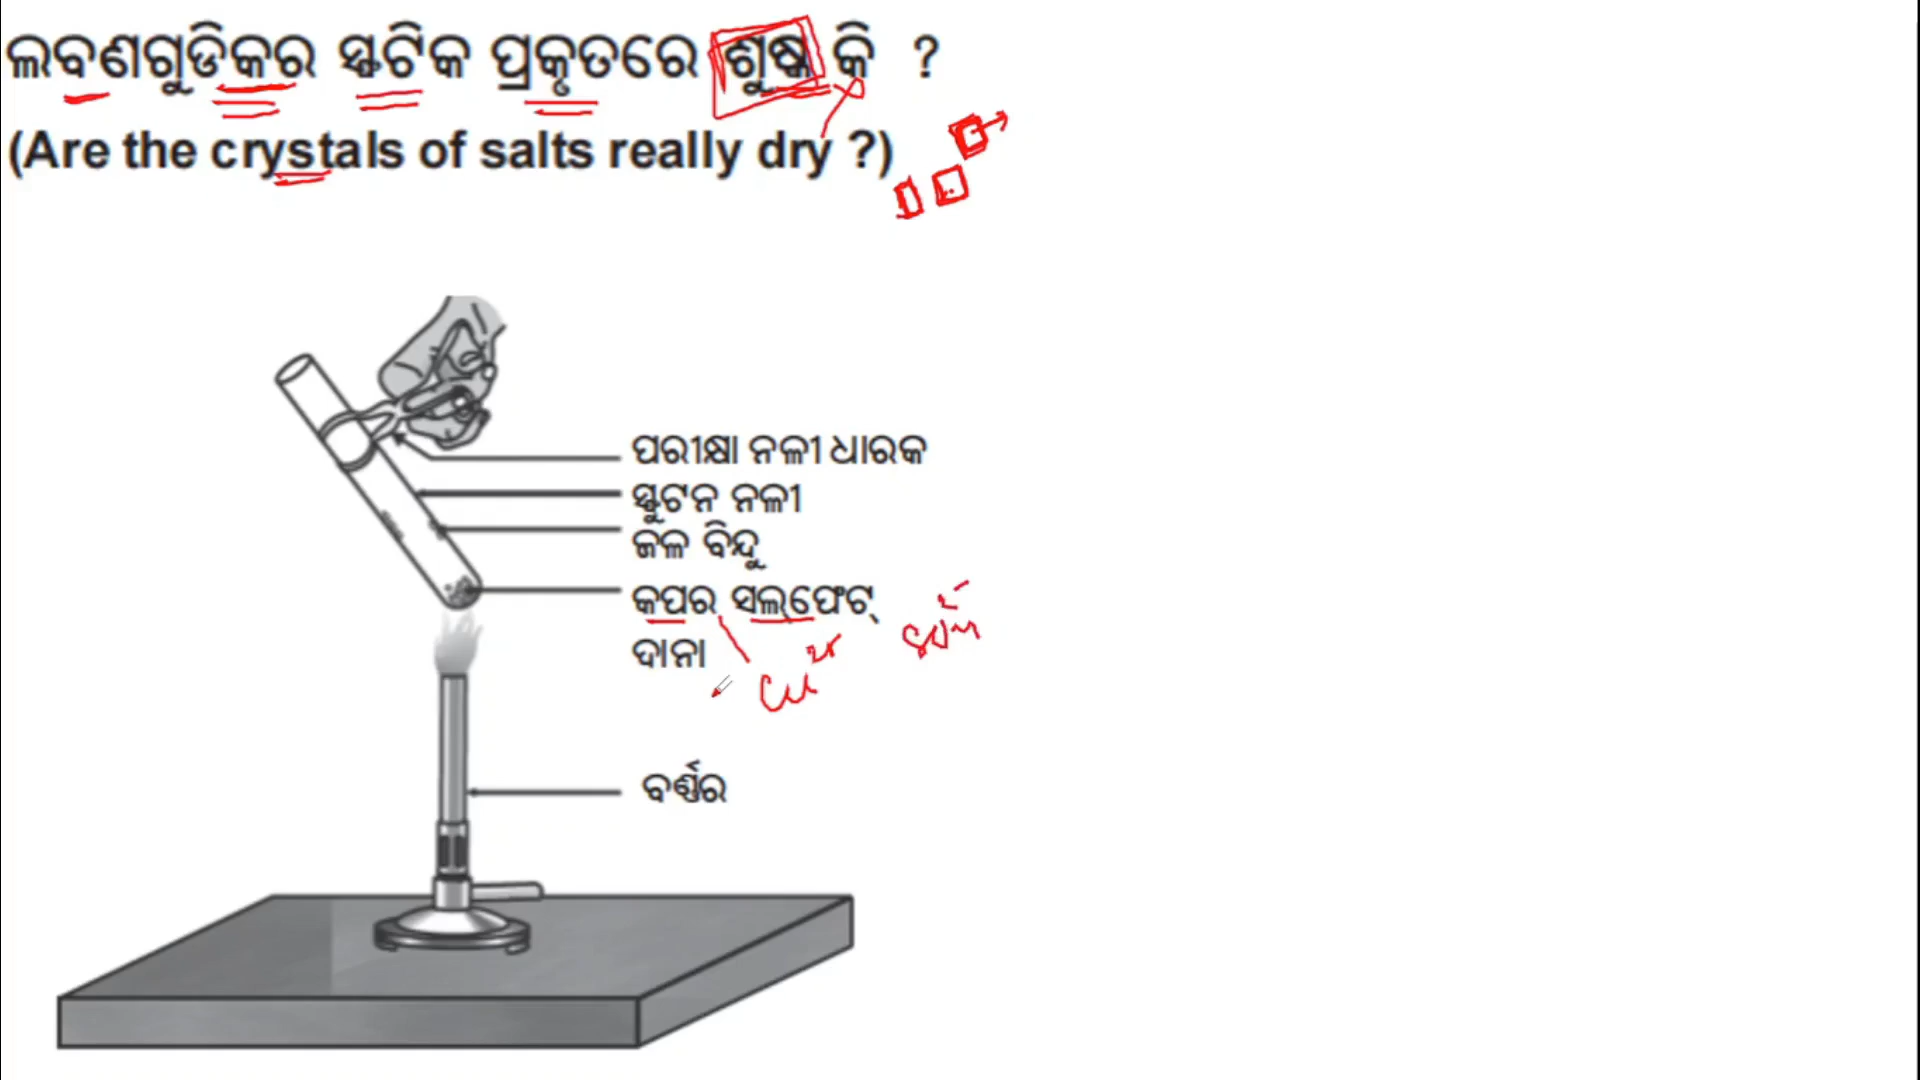 ଲବଣଗୁଡିକର ସ୍ଫଟିକ ପ୍ରକୃତରେ ଶୁଷ୍କ କି ?
(Are the crystals of salts really dry ?)
ପରୀକ୍ଷା ନଳୀ ଧାରକ
ସ୍ଫୁଟନ ନଳୀ
ଜଳ ବିନ୍ଦୁ
କପର ସଲ୍‌ଫେଟ୍
ଦାନା
Cu²⁺
ବର୍ଣ୍ଣର